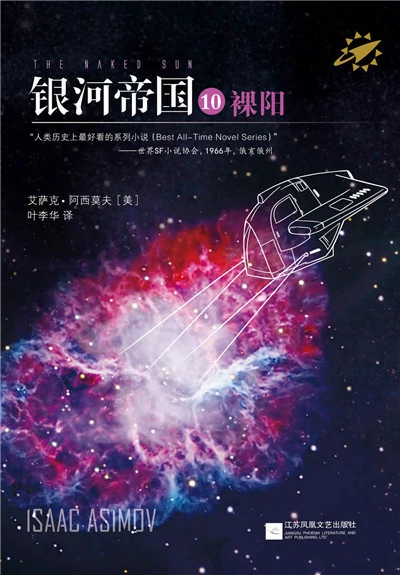 THE NAKED SUN
银河帝国 10 裸阳
“人类历史上最好看的系列小说（Best All-Time Novel Series）”
——世界SF小说协会，1966年，俄亥俄州
艾萨克·阿西莫夫［美］
叶李华 译
ISAAC ASIMOV
江苏凤凰文艺出版社
JIANGSU PHOENIX LITERATURE AND
ART PUBLISHING, LTD